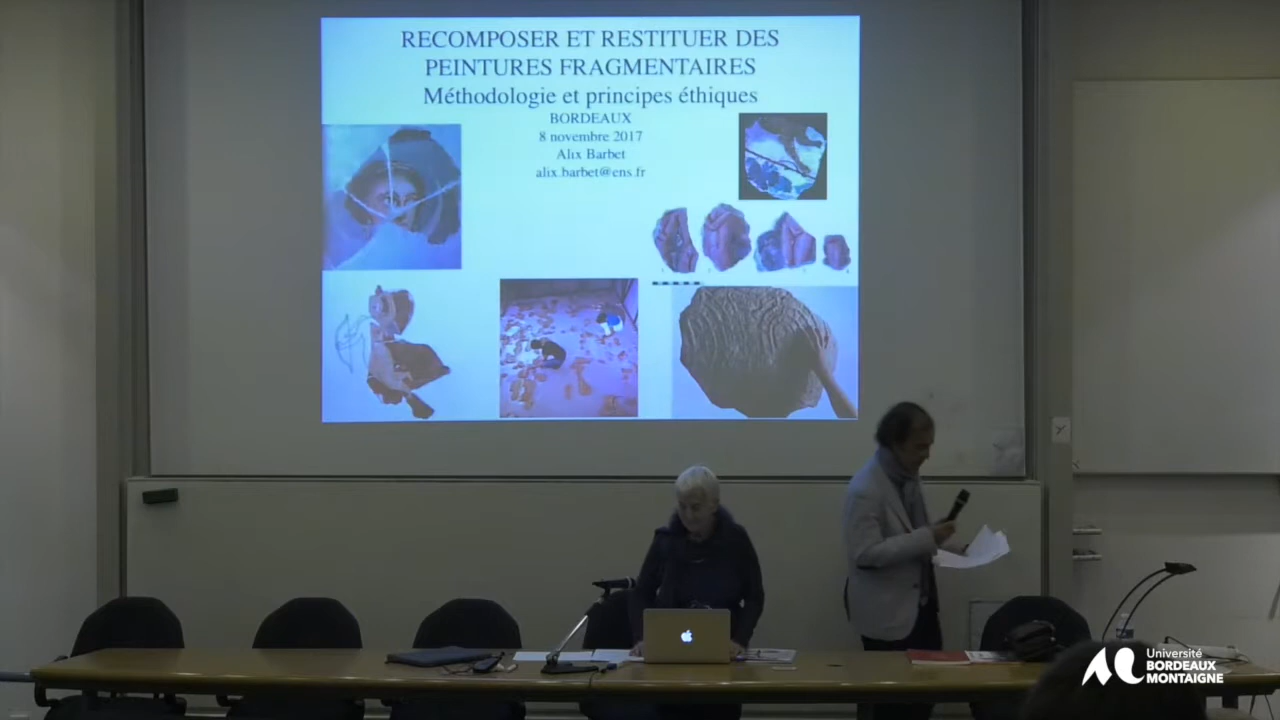 RECOMPOSER ET RESTITUER DES
PEINTURES FRAGMENTAIRES
Méthodologie et principes éthiques
BORDEAUX
8 novembre 2017
Alix Barbet
alix.barbet@ens.fr
Université
BORDEAUX
MONTAIGNE